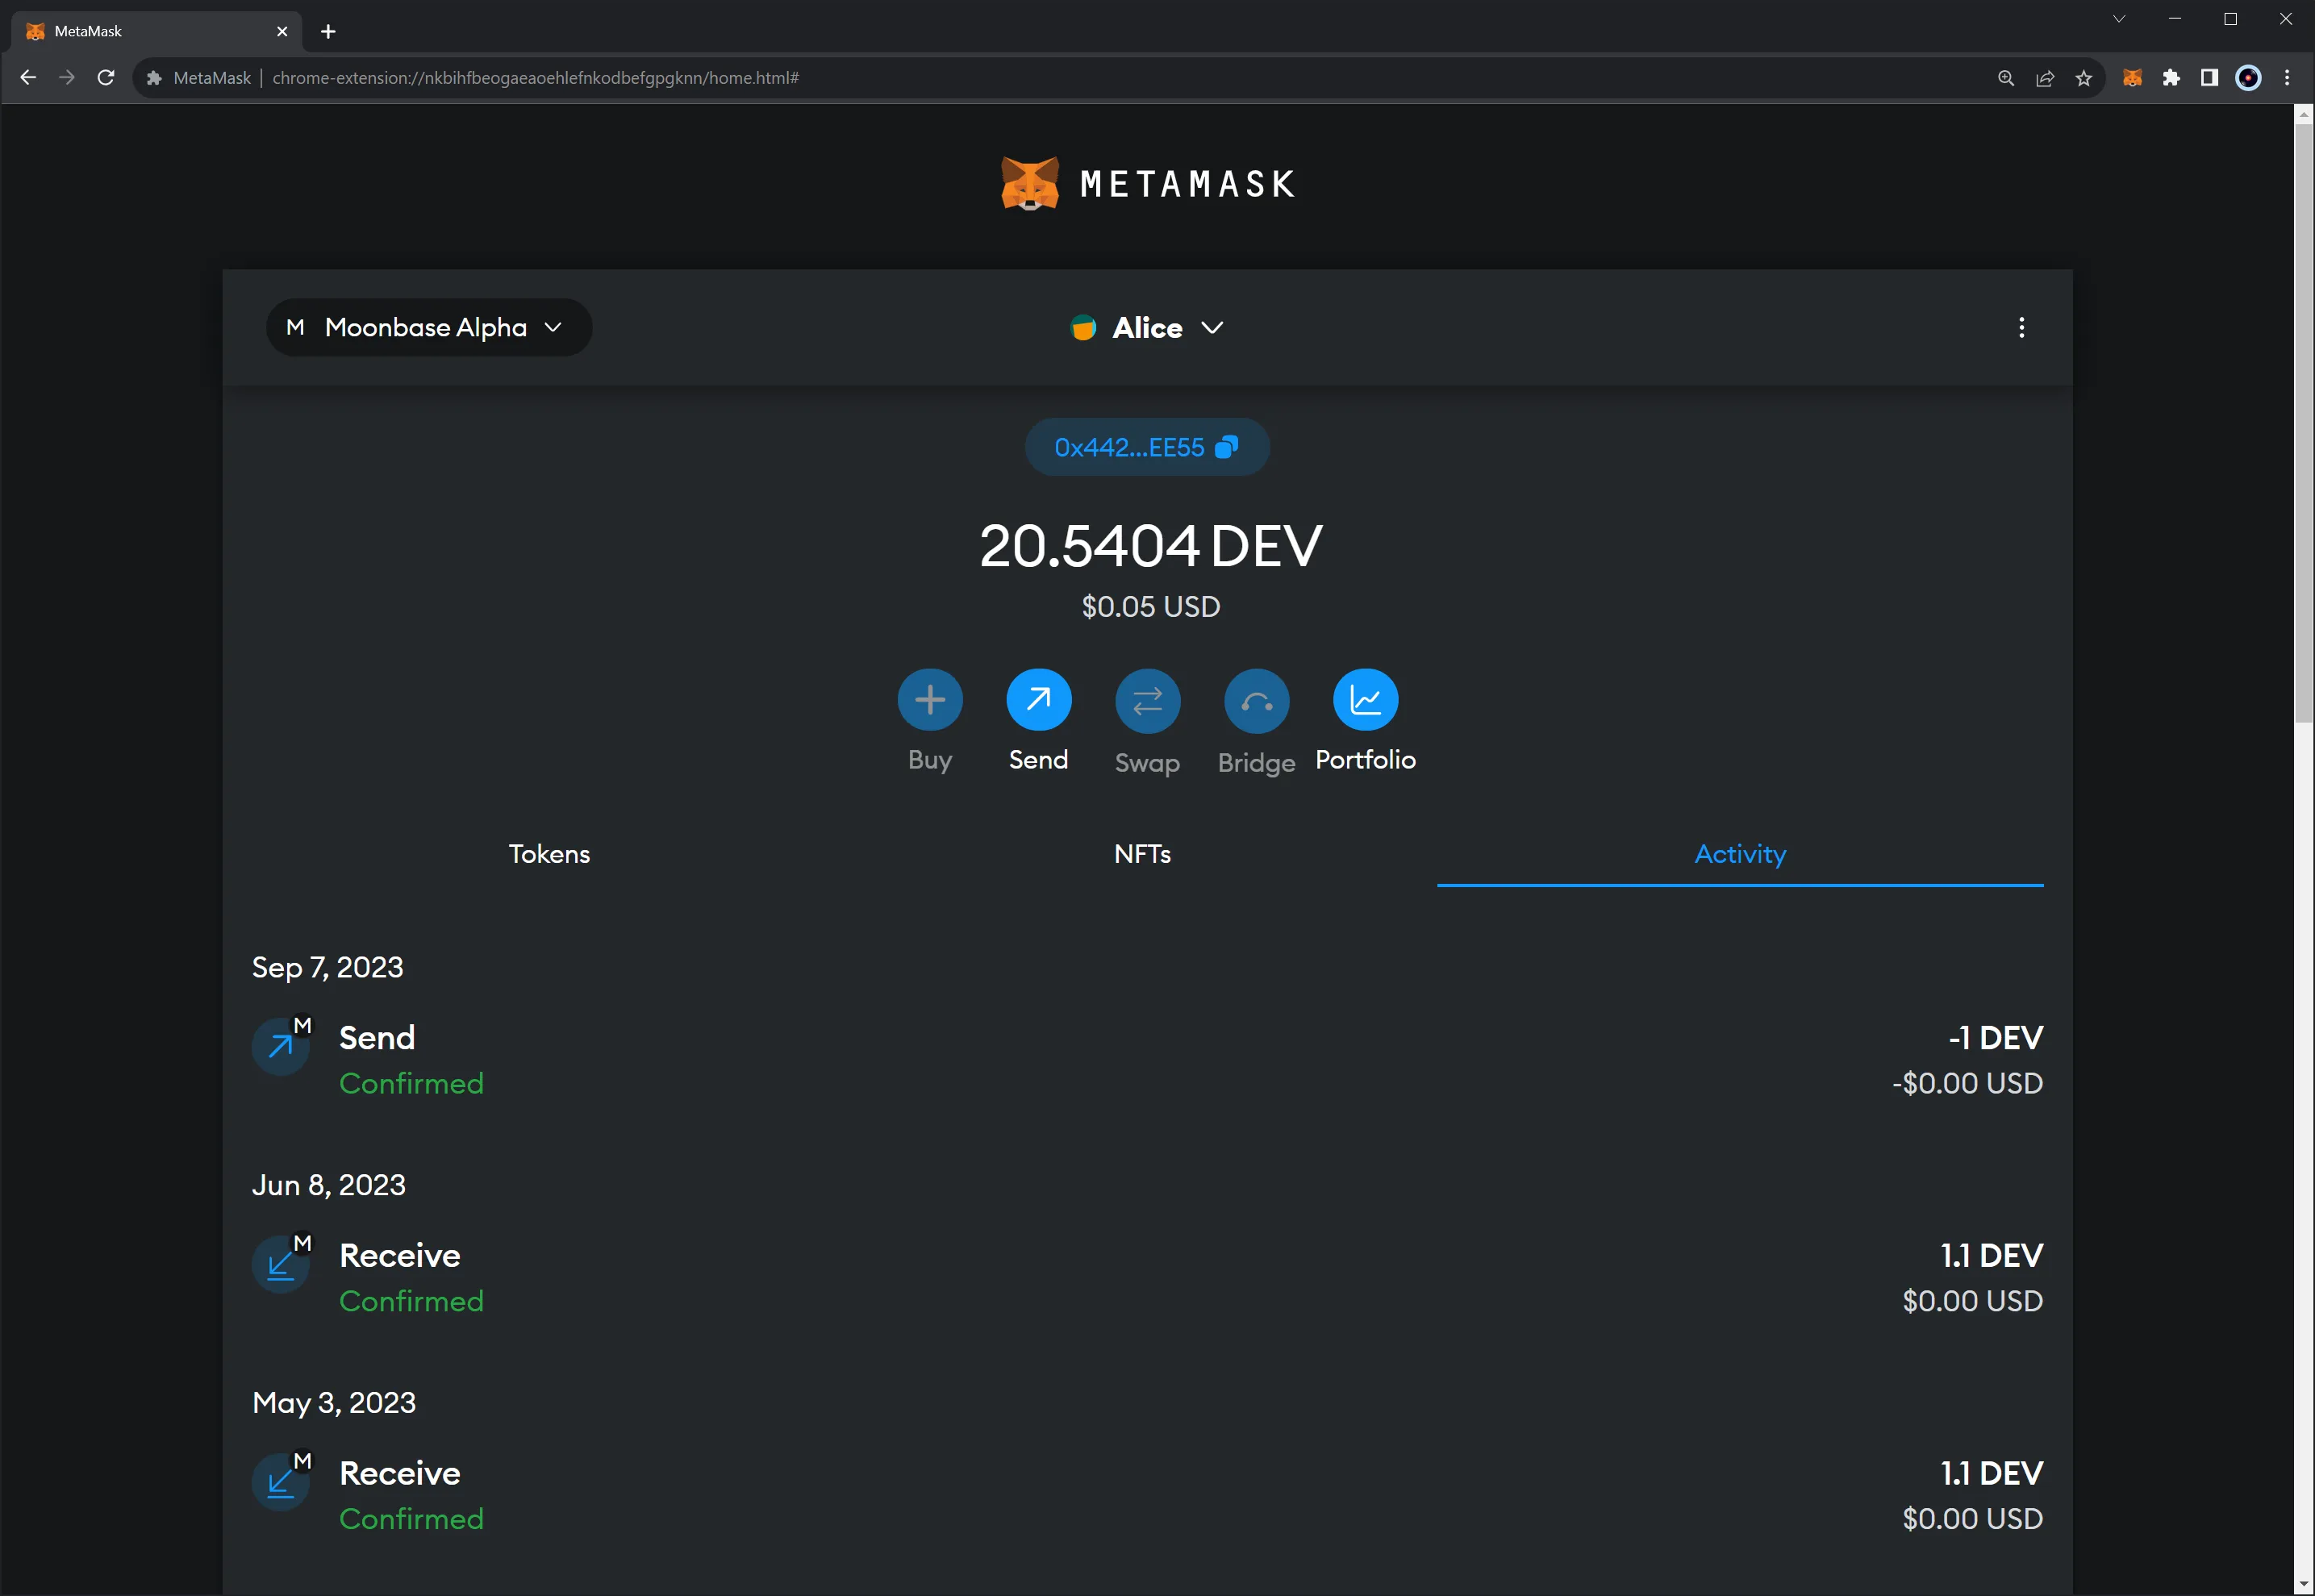 MetaMask
MetaMask | chrome-extension://nkbihfbeogaeaoehlefnkodbefgpgknn/home.html#
METAMASK
M Moonbase Alpha
Alice
0x442...EE55
20.5404 DEV
$0.05 USD
Buy Send Swap Bridge Portfolio
Tokens NFTs Activity
Sep 7, 2023
M Send -1 DEV
Confirmed -$0.00 USD
Jun 8, 2023
M Receive 1.1 DEV
Confirmed $0.00 USD
May 3, 2023
M Receive 1.1 DEV
Confirmed $0.00 USD